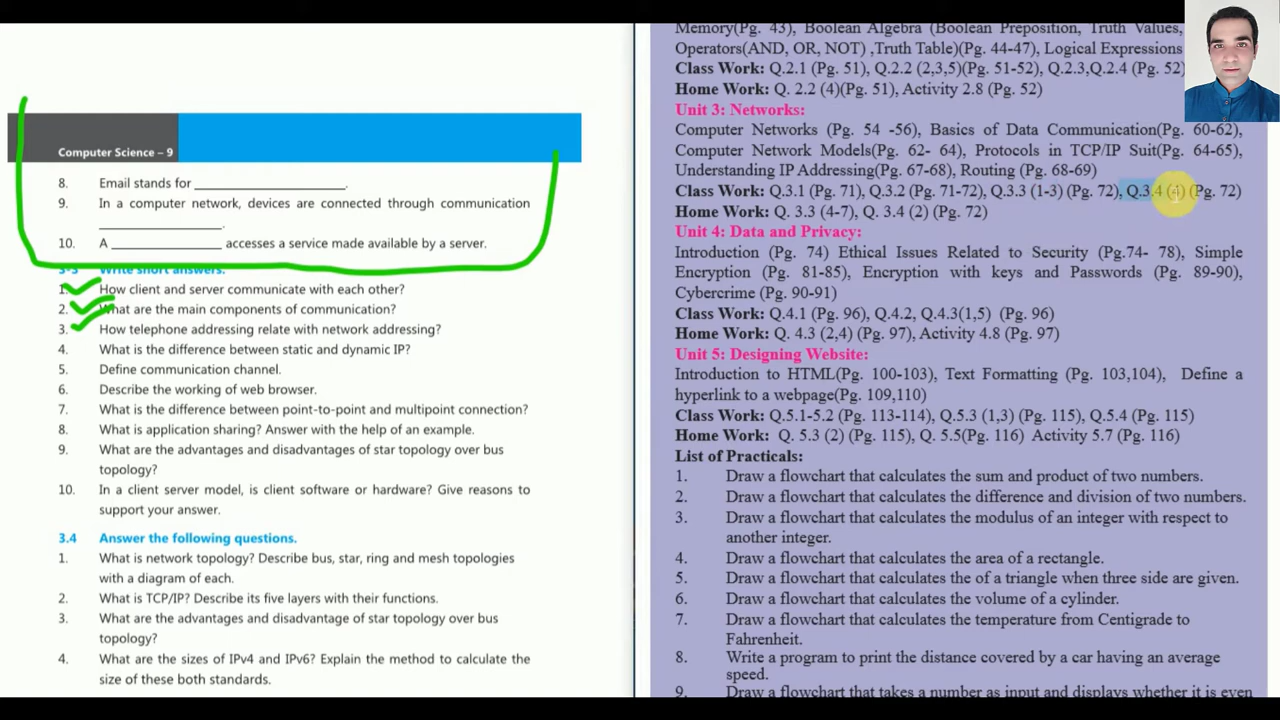 Computer Science – 9
8. Email stands for ______________________.
9. In a computer network, devices are connected through communication
__________________.
10. A ________________ accesses a service made available by a server.
Write short answers.
1. How client and server communicate with each other?
2. What are the main components of communication?
3. How telephone addressing relate with network addressing?
4. What is the difference between static and dynamic IP?
5. Define communication channel.
6. Describe the working of web browser.
7. What is the difference between point-to-point and multipoint connection?
8. What is application sharing? Answer with the help of an example.
9. What are the advantages and disadvantages of star topology over bus
topology?
10. In a client server model, is client software or hardware? Give reasons to
support your answer.
3.4 Answer the following questions.
1. What is network topology? Describe bus, star, ring and mesh topologies
with a diagram of each.
2. What is TCP/IP? Describe its five layers with their functions.
3. What are the advantages and disadvantage of star topology over bus
topology?
4. What are the sizes of IPv4 and IPv6? Explain the method to calculate the
size of these both standards.
Memory(Pg. 43), Boolean Algebra (Boolean Preposition, Truth Values,
Operators(AND, OR, NOT) ,Truth Table)(Pg. 44-47), Logical Expressions
Class Work: Q.2.1 (Pg. 51), Q.2.2 (2,3,5)(Pg. 51-52), Q.2.3,Q.2.4 (Pg. 52)
Home Work: Q. 2.2 (4)(Pg. 51), Activity 2.8 (Pg. 52)
Unit 3: Networks:
Computer Networks (Pg. 54 -56), Basics of Data Communication(Pg. 60-62),
Computer Network Models(Pg. 62- 64), Protocols in TCP/IP Suit(Pg. 64-65),
Understanding IP Addressing(Pg. 67-68), Routing (Pg. 68-69)
Class Work: Q.3.1 (Pg. 71), Q.3.2 (Pg. 71-72), Q.3.3 (1-3) (Pg. 72), Q.3.4 (Pg. 72)
Home Work: Q. 3.3 (4-7), Q. 3.4 (2) (Pg. 72)
Unit 4: Data and Privacy:
Introduction (Pg. 74) Ethical Issues Related to Security (Pg.74- 78), Simple
Encryption (Pg. 81-85), Encryption with keys and Passwords (Pg. 89-90),
Cybercrime (Pg. 90-91)
Class Work: Q.4.1 (Pg. 96), Q.4.2, Q.4.3(1,5) (Pg. 96)
Home Work: Q. 4.3 (2,4) (Pg. 97), Activity 4.8 (Pg. 97)
Unit 5: Designing Website:
Introduction to HTML(Pg. 100-103), Text Formatting (Pg. 103,104), Define a
hyperlink to a webpage(Pg. 109,110)
Class Work: Q.5.1-5.2 (Pg. 113-114), Q.5.3 (1,3) (Pg. 115), Q.5.4 (Pg. 115)
Home Work: Q. 5.3 (2) (Pg. 115), Q. 5.5(Pg. 116) Activity 5.7 (Pg. 116)
List of Practicals:
1. Draw a flowchart that calculates the sum and product of two numbers.
2. Draw a flowchart that calculates the difference and division of two numbers.
3. Draw a flowchart that calculates the modulus of an integer with respect to
another integer.
4. Draw a flowchart that calculates the area of a rectangle.
5. Draw a flowchart that calculates the of a triangle when three side are given.
6. Draw a flowchart that calculates the volume of a cylinder.
7. Draw a flowchart that calculates the temperature from Centigrade to
Fahrenheit.
8. Write a program to print the distance covered by a car having an average
speed.
9. Draw a flowchart that takes a number as input and displays whether it is even